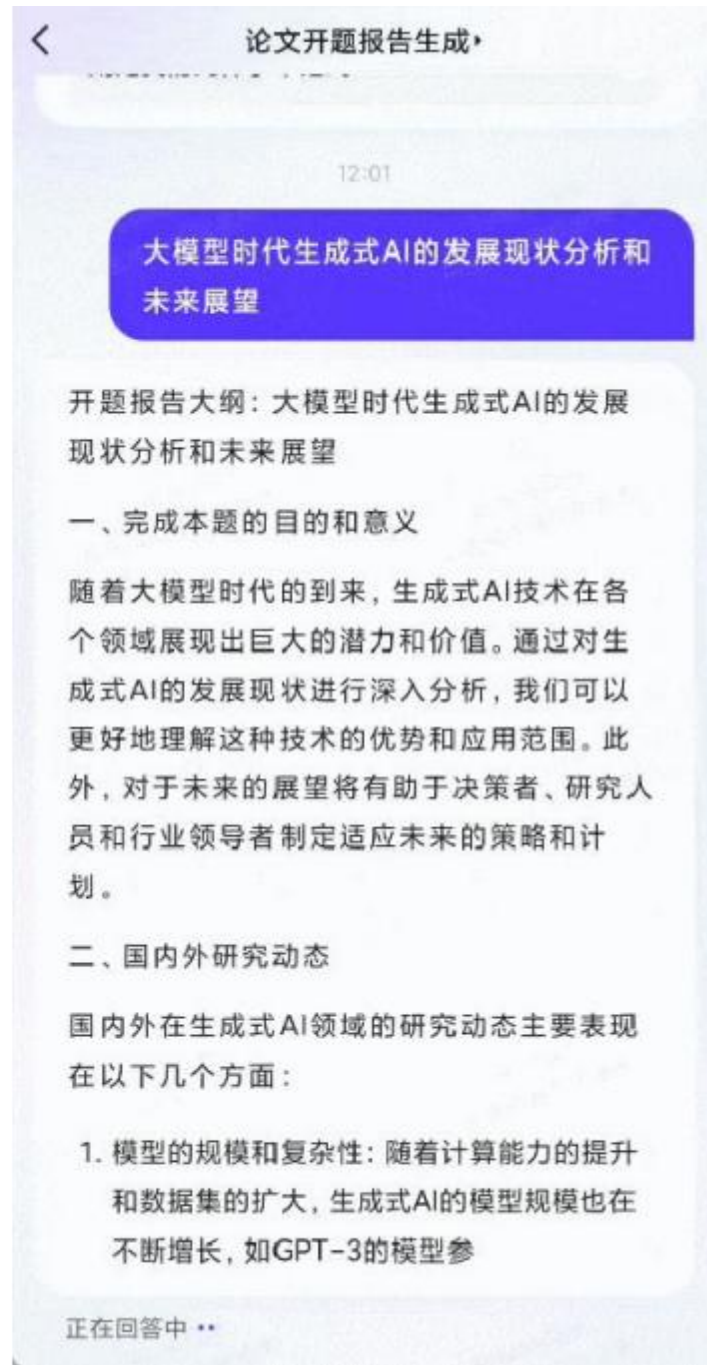 论文开题报告生成
12:01
大模型时代生成式AI的发展现状分析和
未来展望
开题报告大纲：大模型时代生成式AI的发展
现状分析和未来展望
一、完成本题的目的和意义
随着大模型时代的到来，生成式AI技术在各
个领域展现出巨大的潜力和价值。通过对生
成式AI的发展现状进行深入分析，我们可以
更好地理解这种技术的优势和应用范围。此
外，对于未来的展望将有助于决策者、研究人
员和行业领导者制定适应未来的策略和计
划。
二、国内外研究动态
国内外在生成式AI领域的研究动态主要表现
在以下几个方面：
1. 模型的规模和复杂性：随着计算能力的提升
和数据集的扩大，生成式AI的模型规模也在
不断增长，如GPT-3的模型参
正在回答中